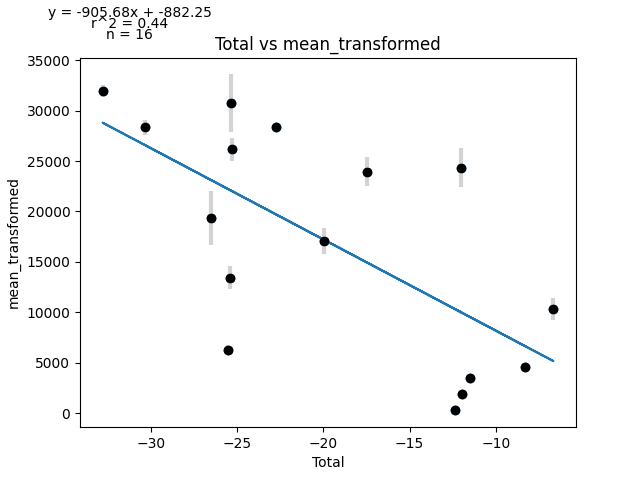 y = -905.68x + -882.25
r^2 = 0.44
n = 16
Total vs mean_transformed
35000
30000
25000
20000
15000
10000
5000
0
mean_transformed
−30
−25
−20
−15
−10
Total